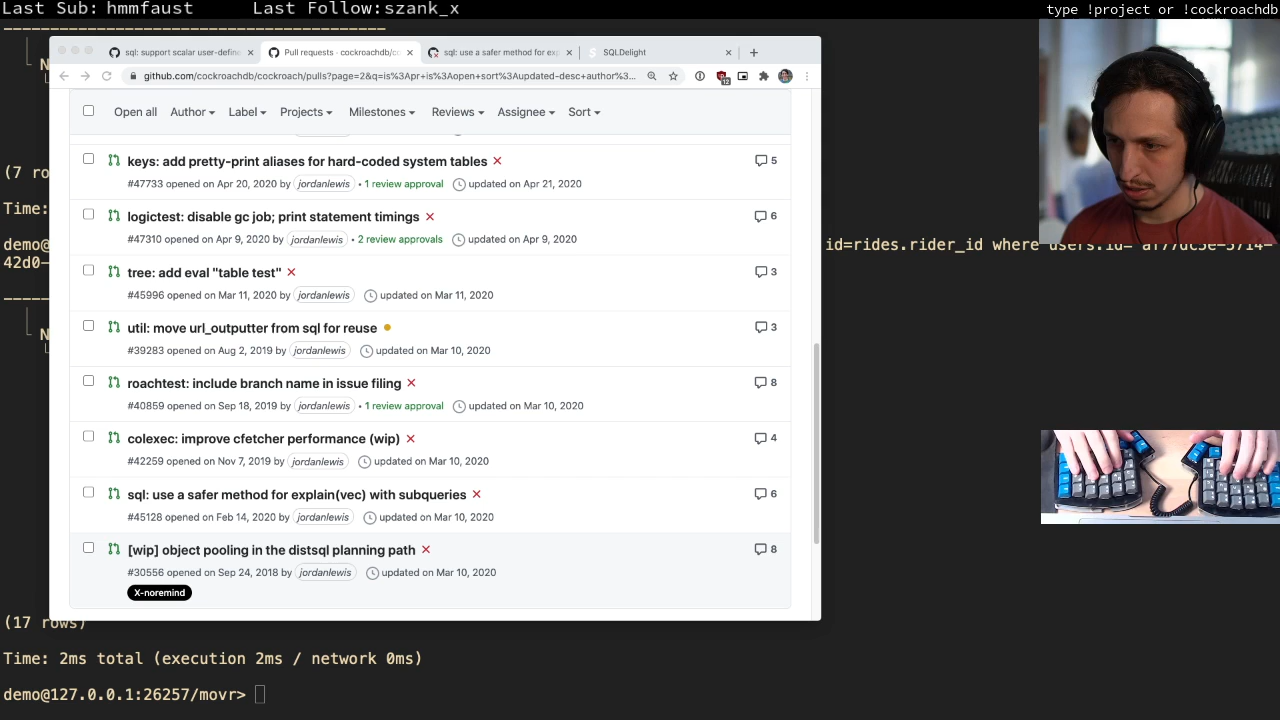 Last Sub: hmmfaust Last Follow:szank_x type !project or !cockroachdb
sql: support scalar user-define
Pull requests · cockroachdb/co
sql: use a safer method for exp
SQLDelight
github.com/cockroachdb/cockroach/pulls?page=2&q=is%3Apr+is%3Aopen+sort%3Aupdated-desc+author%3...
12
Open all Author Label Projects Milestones Reviews Assignee Sort
keys: add pretty-print aliases for hard-coded system tables 5
#47733 opened on Apr 20, 2020 by jordanlewis • 1 review approval updated on Apr 21, 2020
logictest: disable gc job; print statement timings 6
#47310 opened on Apr 9, 2020 by jordanlewis • 2 review approvals updated on Apr 9, 2020
tree: add eval "table test" 3
#45996 opened on Mar 11, 2020 by jordanlewis updated on Mar 11, 2020
util: move url_outputter from sql for reuse 3
#39283 opened on Aug 2, 2019 by jordanlewis updated on Mar 10, 2020
roachtest: include branch name in issue filing 8
#40859 opened on Sep 18, 2019 by jordanlewis • 1 review approval updated on Mar 10, 2020
colexec: improve cfetcher performance (wip) 4
#42259 opened on Nov 7, 2019 by jordanlewis updated on Mar 10, 2020
sql: use a safer method for explain(vec) with subqueries 6
#45128 opened on Feb 14, 2020 by jordanlewis updated on Mar 10, 2020
[wip] object pooling in the distsql planning path 8
#30556 opened on Sep 24, 2018 by jordanlewis updated on Mar 10, 2020
X-noremind
N
(7 ro
Time:
demo@ id=rides.rider_id where users.id='af77dc5e-5714-
42d0-
N
(17 rows)
Time: 2ms total (execution 2ms / network 0ms)
demo@127.0.0.1:26257/movr>